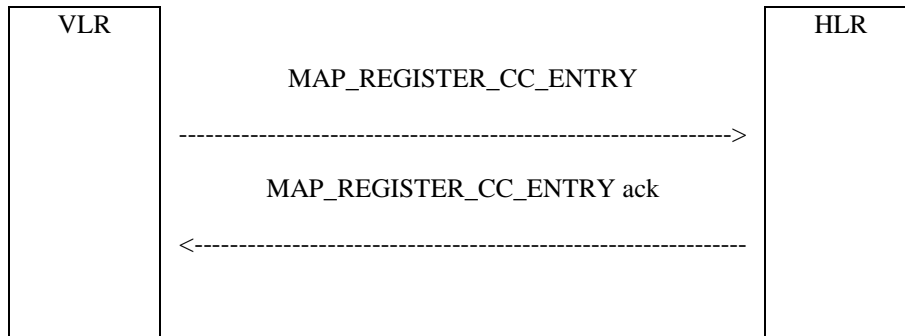 VLR HLR
MAP_REGISTER_CC_ENTRY
-------------------------------------------------------------->
MAP_REGISTER_CC_ENTRY ack
<--------------------------------------------------------------